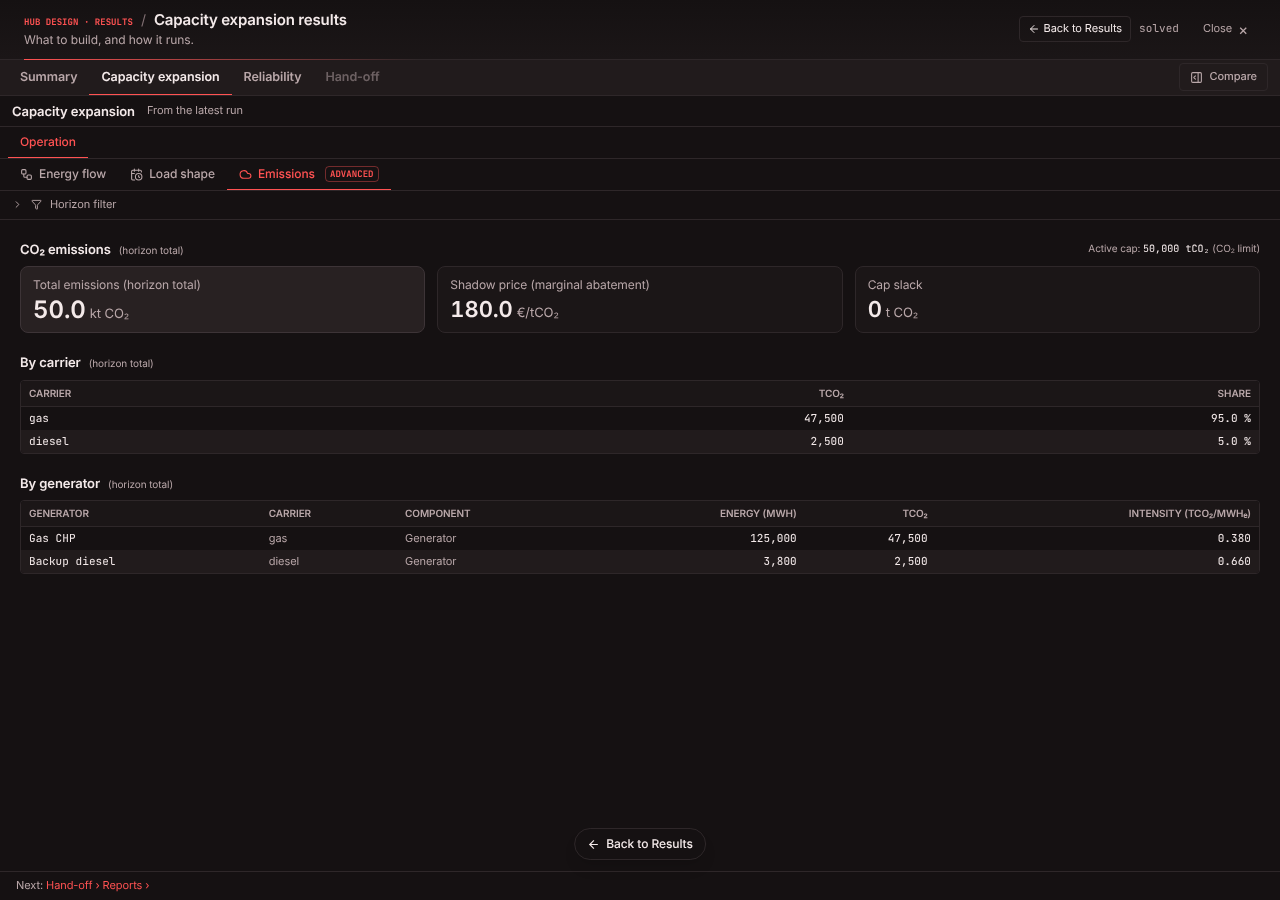 HUB DESIGN · RESULTS / Capacity expansion results
What to build, and how it runs.
← Back to Results solved Close ×
Summary Capacity expansion Reliability Hand-off Compare
Capacity expansion From the latest run
Operation
Energy flow Load shape Emissions ADVANCED
Horizon filter
CO₂ emissions (horizon total) Active cap: 50,000 tCO₂ (CO₂ limit)
Total emissions (horizon total) Shadow price (marginal abatement) Cap slack
50.0 kt CO₂ 180.0 €/tCO₂ 0 t CO₂
By carrier (horizon total)
CARRIER TCO₂ SHARE
gas 47,500 95.0 %
diesel 2,500 5.0 %
By generator (horizon total)
GENERATOR CARRIER COMPONENT ENERGY (MWH) TCO₂ INTENSITY (TCO₂/MWHₑ)
Gas CHP gas Generator 125,000 47,500 0.380
Backup diesel diesel Generator 3,800 2,500 0.660
← Back to Results
Next: Hand-off › Reports ›